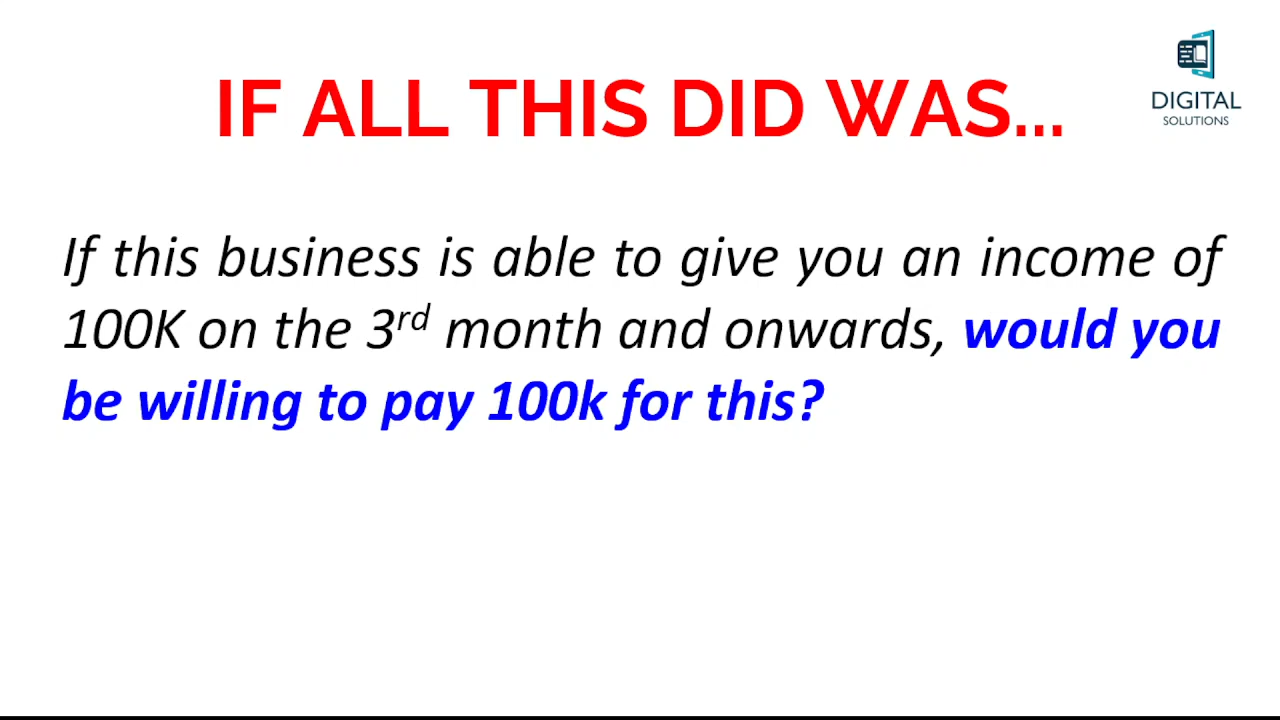 IF ALL THIS DID WAS...
DIGITAL
SOLUTIONS
If this business is able to give you an income of
100K on the 3rd month and onwards, would you
be willing to pay 100k for this?